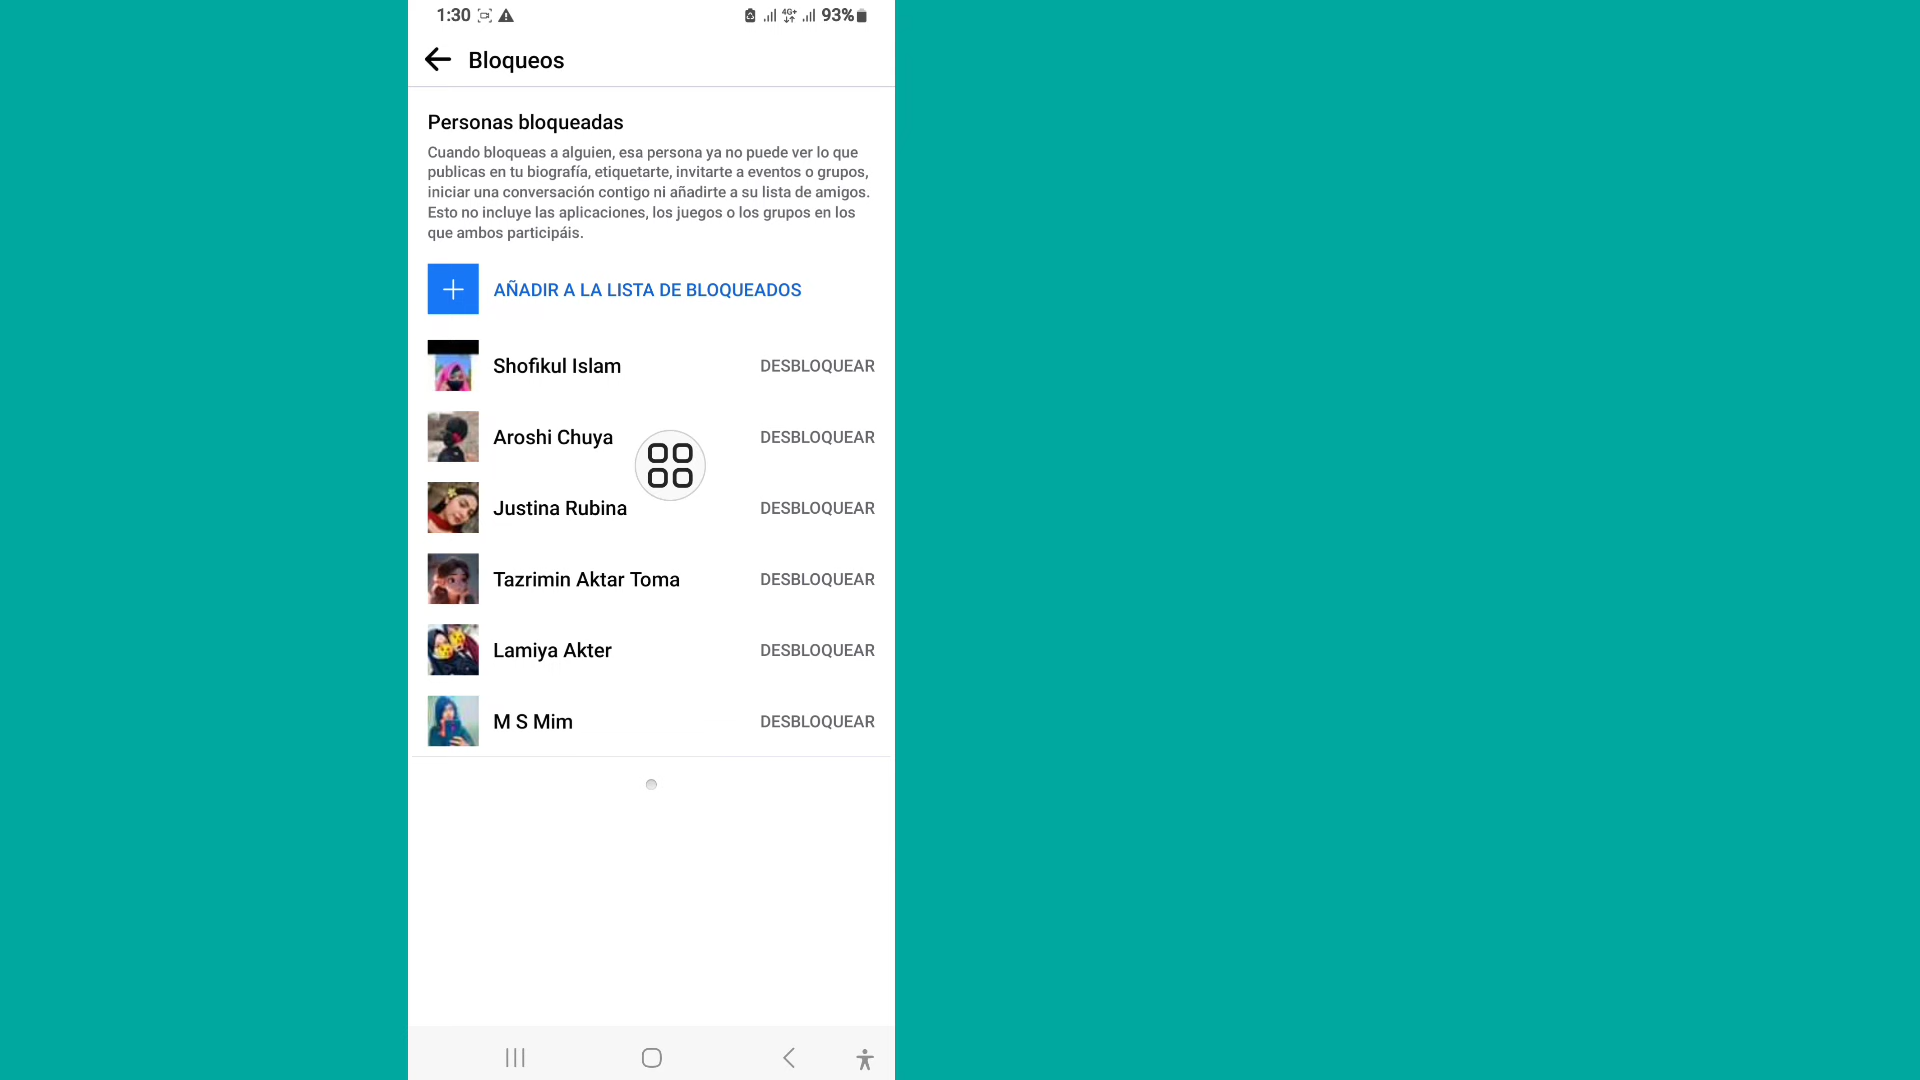 1:30
4G+
93%
Bloqueos
Personas bloqueadas
Cuando bloqueas a alguien, esa persona ya no puede ver lo que
publicas en tu biografía, etiquetarte, invitarte a eventos o grupos,
iniciar una conversación contigo ni añadirte a su lista de amigos.
Esto no incluye las aplicaciones, los juegos o los grupos en los
que ambos participáis.
AÑADIR A LA LISTA DE BLOQUEADOS
Shofikul Islam DESBLOQUEAR
Aroshi Chuya DESBLOQUEAR
Justina Rubina DESBLOQUEAR
Tazrimin Aktar Toma DESBLOQUEAR
Lamiya Akter DESBLOQUEAR
M S Mim DESBLOQUEAR